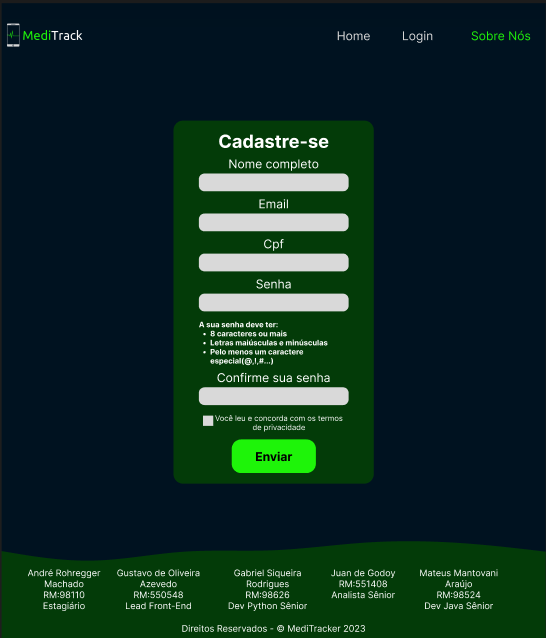 MediTrack
Home Login Sobre Nós
Cadastre-se
Nome completo
Email
Cpf
Senha
A sua senha deve ter:
• 8 caracteres ou mais
• Letras maiúsculas e minúsculas
• Pelo menos um caractere
especial(@,!,#...)
Confirme sua senha
Você leu e concorda com os termos
de privacidade
Enviar
André Rohregger
Machado
RM:98110
Estagiário
Gustavo de Oliveira
Azevedo
RM:550548
Lead Front-End
Gabriel Siqueira
Rodrigues
RM:98626
Dev Python Sênior
Juan de Godoy
RM:551408
Analista Sênior
Mateus Mantovani
Araújo
RM:98524
Dev Java Sênior
Direitos Reservados - © MediTracker 2023